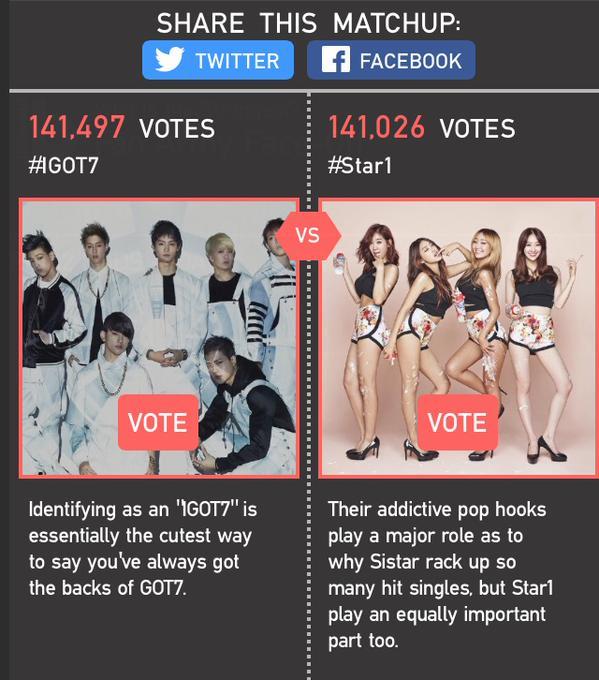 SHARE THIS MATCHUP:
TWITTER FACEBOOK
141,497 VOTES
#IGOT7
141,026 VOTES
#Star1
VS
VOTE
VOTE
Identifying as an "IGOT7" is
essentially the cutest way
to say you've always got
the backs of GOT7.
Their addictive pop hooks
play a major role as to
why Sistar rack up so
many hit singles, but Star1
play an equally important
part too.